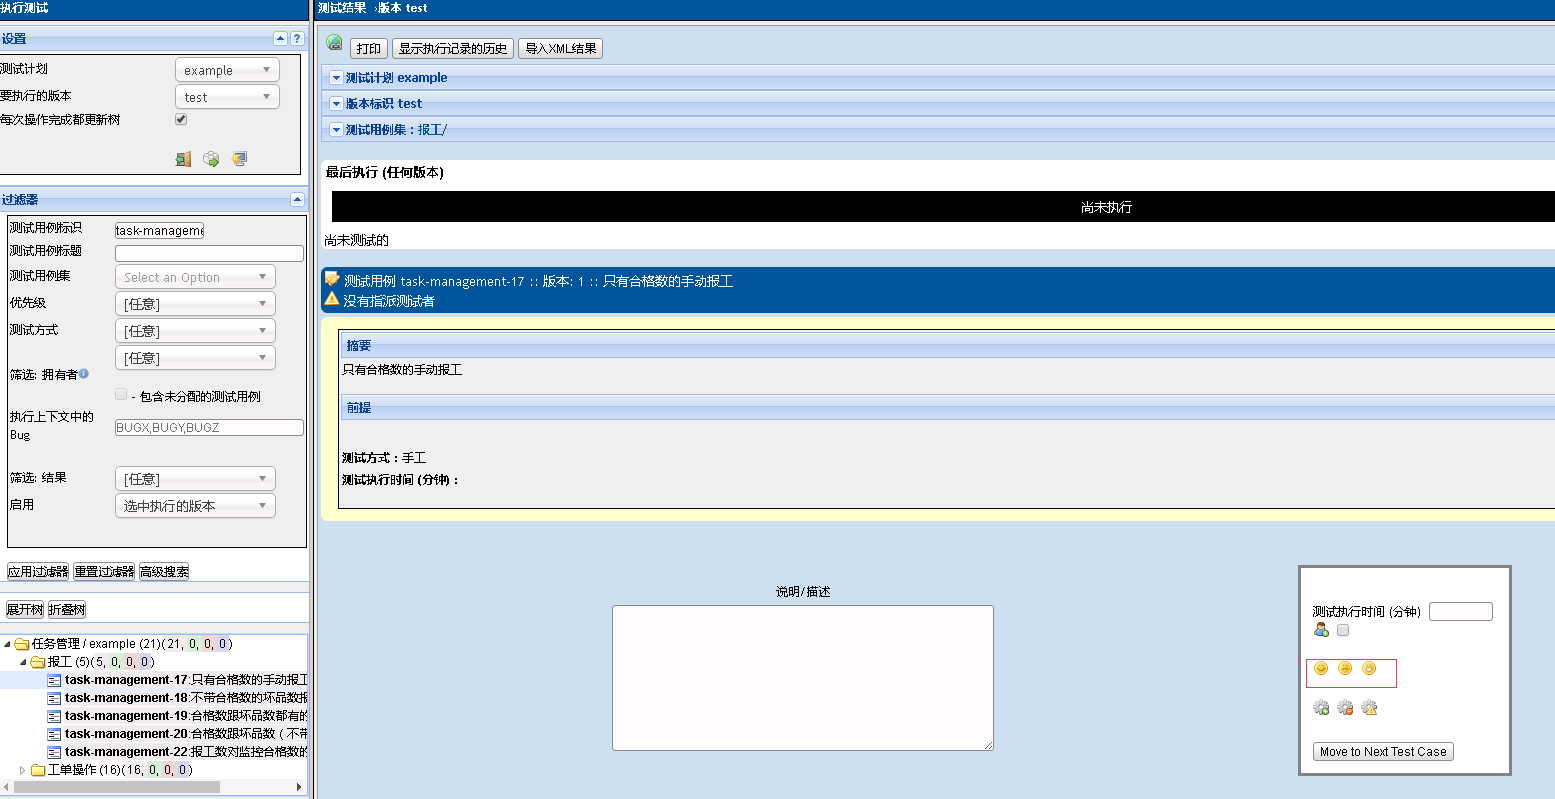 执行测试
设置
测试计划 example
要执行的版本 test
每次操作完成都更新树
过滤器
测试用例标识 task-manageme
测试用例标题
测试用例集 Select an Option
优先级 [任意]
测试方式 [任意]
[任意]
筛选: 拥有者
- 包含未分配的测试用例
执行上下文中的
Bug
BUGX,BUGY,BUGZ
筛选: 结果 [任意]
启用 选中执行的版本
应用过滤器 重置过滤器 高级搜索
展开树 折叠树
任务管理 / example (21)(21, 0, 0, 0)
报工 (5)(5, 0, 0, 0)
task-management-17:只有合格数的手动报工
task-management-18:不带合格数的坏品数报
task-management-19:合格数跟坏品数都有的
task-management-20:合格数跟坏品数（不带
task-management-22:报工数对监控合格数的
工单操作 (16)(16, 0, 0, 0)
测试结果 ›版本 test
打印 显示执行记录的历史 导入XML结果
测试计划 example
版本标识 test
测试用例集：报工/
最后执行 (任何版本)
尚未执行
尚未测试的
测试用例 task-management-17 :: 版本: 1 :: 只有合格数的手动报工
没有指派测试者
摘要
只有合格数的手动报工
前提
测试方式：手工
测试执行时间 (分钟)：
说明/描述
测试执行时间 (分钟)
Move to Next Test Case